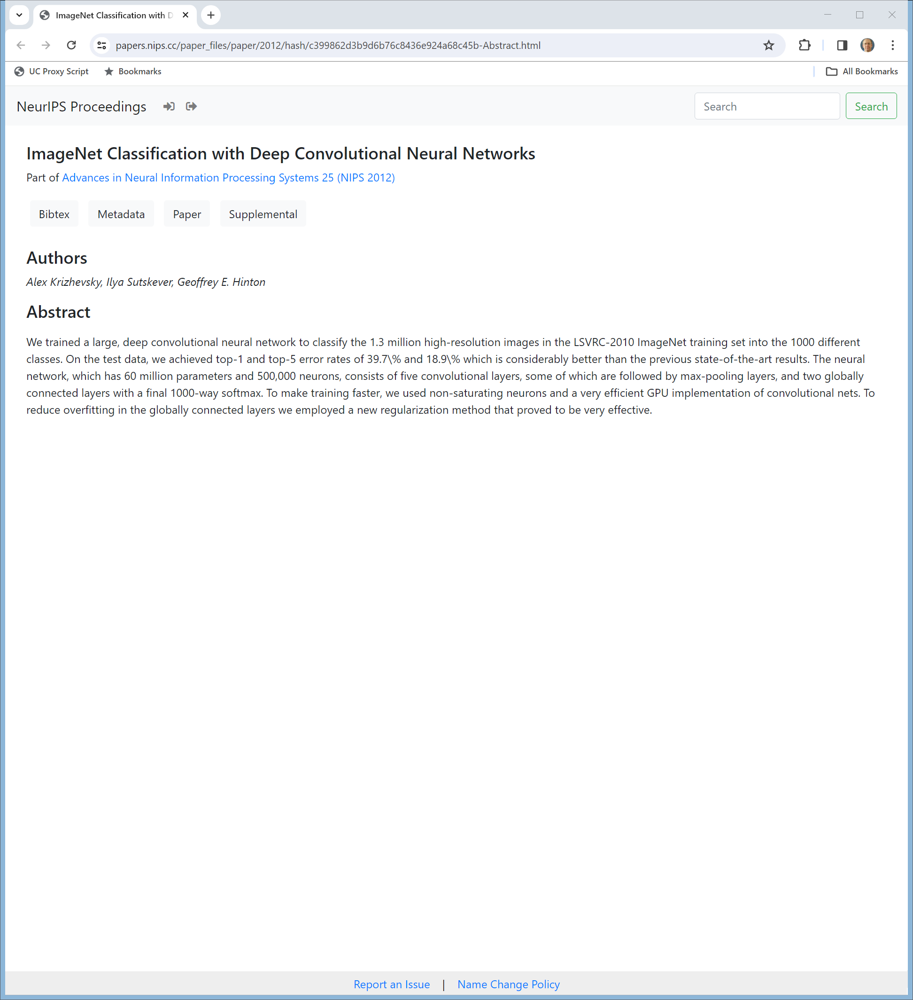 ImageNet Classification with D
papers.nips.cc/paper_files/paper/2012/hash/c399862d3b9d6b76c8436e924a68c45b-Abstract.html
UC Proxy Script Bookmarks All Bookmarks
NeurIPS Proceedings Search Search
ImageNet Classification with Deep Convolutional Neural Networks
Part of Advances in Neural Information Processing Systems 25 (NIPS 2012)
Bibtex Metadata Paper Supplemental
Authors
Alex Krizhevsky, Ilya Sutskever, Geoffrey E. Hinton
Abstract
We trained a large, deep convolutional neural network to classify the 1.3 million high-resolution images in the LSVRC-2010 ImageNet training set into the 1000 different
classes. On the test data, we achieved top-1 and top-5 error rates of 39.7\% and 18.9\% which is considerably better than the previous state-of-the-art results. The neural
network, which has 60 million parameters and 500,000 neurons, consists of five convolutional layers, some of which are followed by max-pooling layers, and two globally
connected layers with a final 1000-way softmax. To make training faster, we used non-saturating neurons and a very efficient GPU implementation of convolutional nets. To
reduce overfitting in the globally connected layers we employed a new regularization method that proved to be very effective.
Report an Issue | Name Change Policy